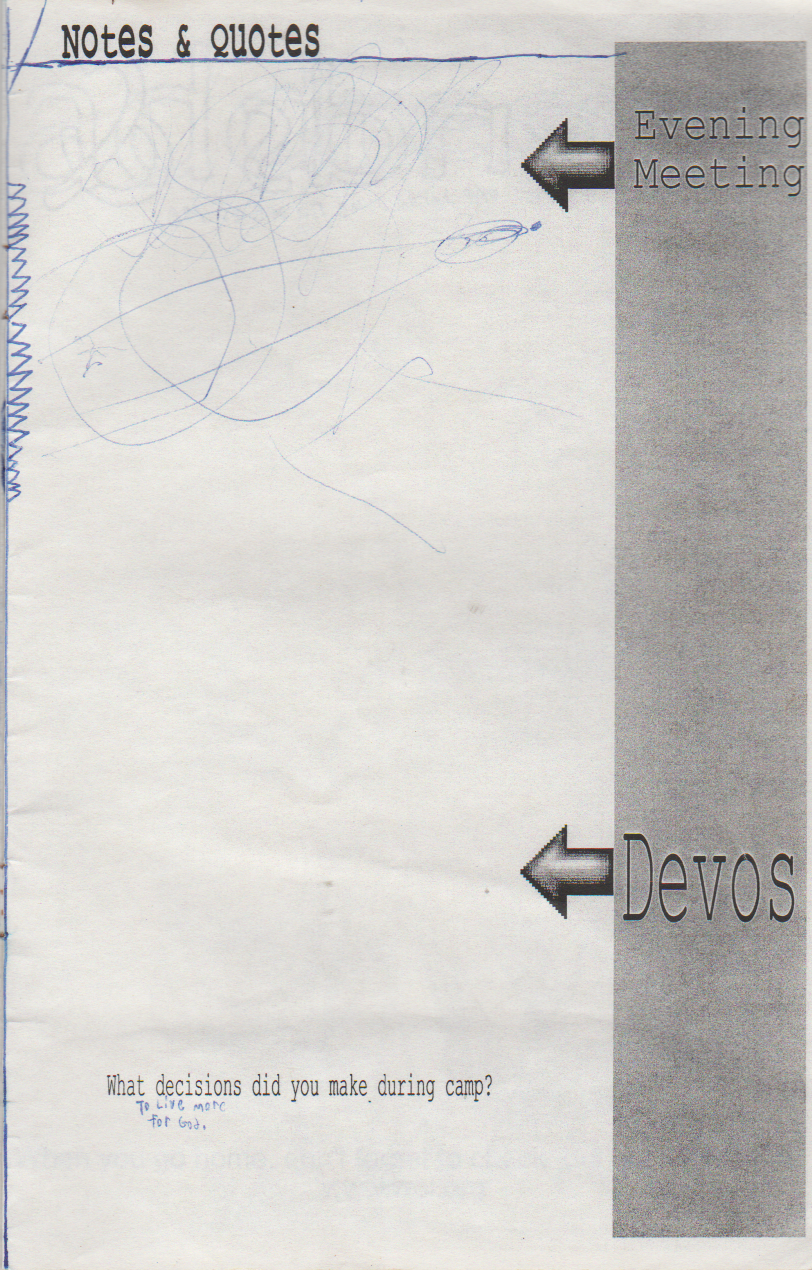 Notes & Quotes
Evening
Meeting
Devos
What decisions did you make during camp?
To Live more
for God.